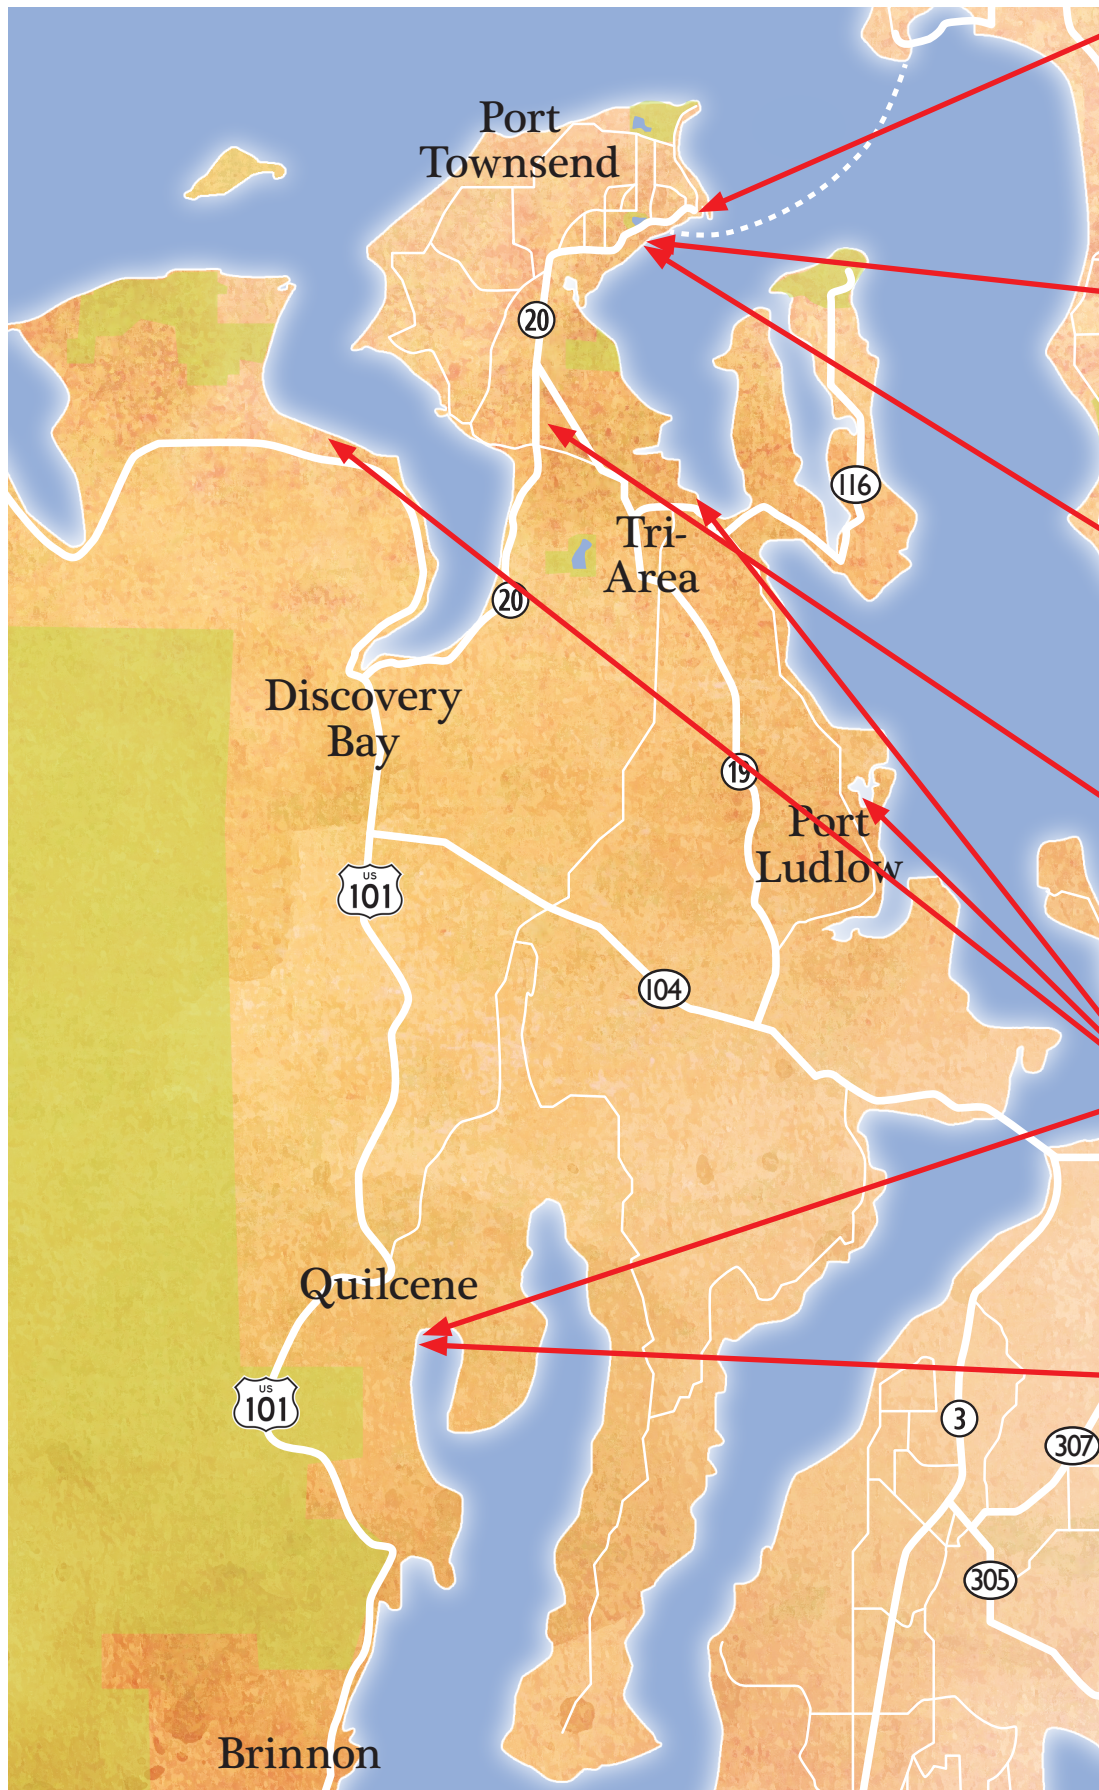 Port
Townsend
20
116
Tri-
Area
20
Discovery
Bay
19
Port
Ludlow
US
101
104
Quilcene
US
101
3
307
305
Brinnon